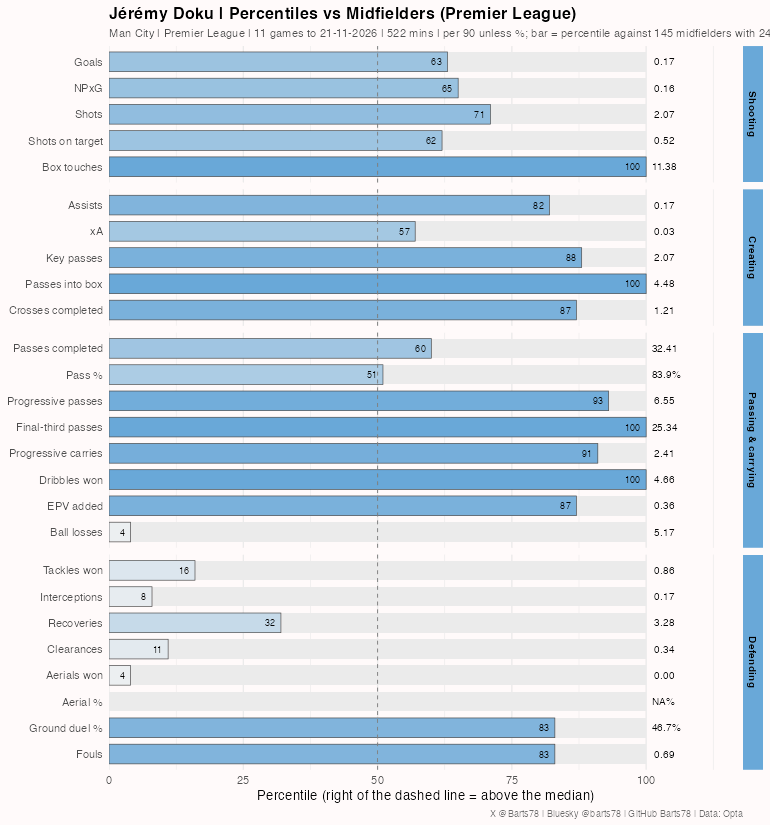 Jérémy Doku | Percentiles vs Midfielders (Premier League)
Man City | Premier League | 11 games to 21-11-2026 | 522 mins | per 90 unless %; bar = percentile against 145 midfielders with 24
Goals 63 0.17
NPxG 65 0.16
Shots 71 2.07
Shots on target 62 0.52
Box touches 100 11.38
Shooting
Assists 82 0.17
xA 57 0.03
Key passes 88 2.07
Passes into box 100 4.48
Crosses completed 87 1.21
Creating
Passes completed 60 32.41
Pass % 51 83.9%
Progressive passes 93 6.55
Final-third passes 100 25.34
Progressive carries 91 2.41
Dribbles won 100 4.66
EPV added 87 0.36
Ball losses 4 5.17
Passing & carrying
Tackles won 16 0.86
Interceptions 8 0.17
Recoveries 32 3.28
Clearances 11 0.34
Aerials won 4 0.00
Aerial % NA%
Ground duel % 83 46.7%
Fouls 83 0.69
Defending
0 25 50 75 100
Percentile (right of the dashed line = above the median)
X @Barts78 | Bluesky @barts78 | GitHub Barts78 | Data: Opta